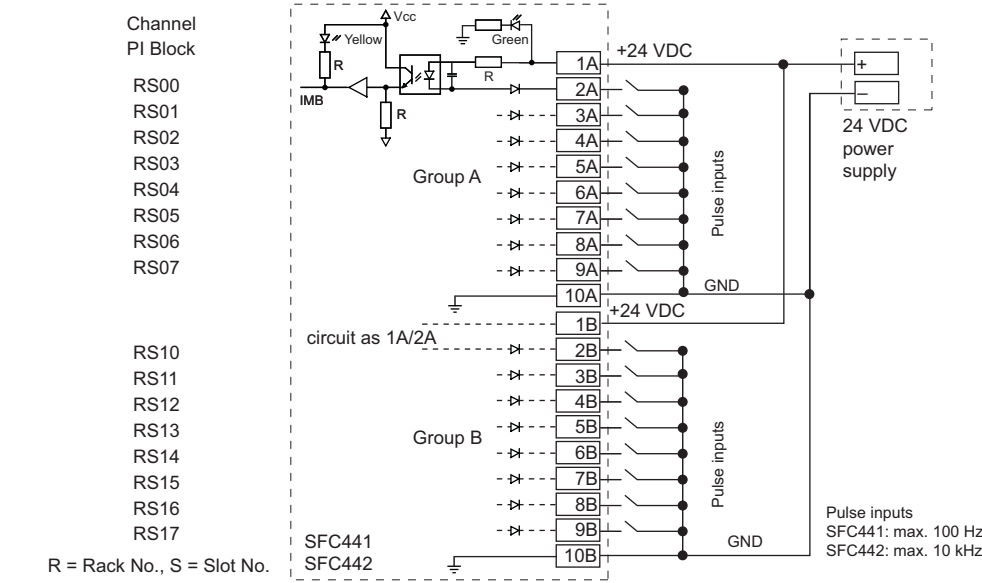 Channel
PI Block
RS00
RS01
RS02
RS03
RS04
RS05
RS06
RS07
RS10
RS11
RS12
RS13
RS14
RS15
RS16
RS17
R = Rack No., S = Slot No.
Vcc
Yellow
Green
R
R
R
IMB
Group A
circuit as 1A/2A
Group B
SFC441
SFC442
1A
2A
3A
4A
5A
6A
7A
8A
9A
10A
1B
2B
3B
4B
5B
6B
7B
8B
9B
10B
+24 VDC
Pulse inputs
GND
+24 VDC
Pulse inputs
GND
+
–
24 VDC
power
supply
Pulse inputs
SFC441: max. 100 Hz
SFC442: max. 10 kHz